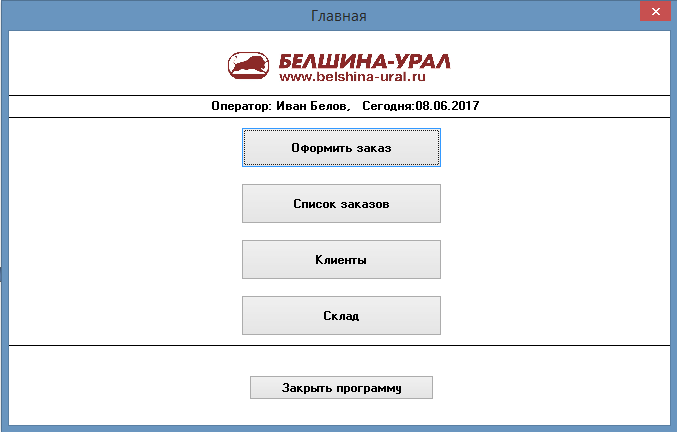 Главная
БЕЛШИНА-УРАЛ
www.belshina-ural.ru
Оператор: Иван Белов, Сегодня:08.06.2017
Оформить заказ
Список заказов
Клиенты
Склад
Закрыть программу